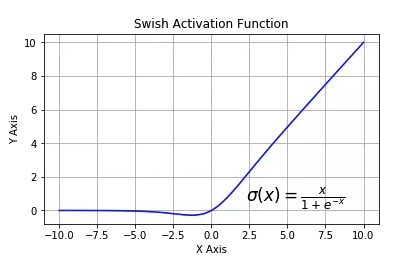 Swish Activation Function
Y Axis
10
8
6
4
2
0
σ(x) = x / (1 + e^{-x})
−10.0 −7.5 −5.0 −2.5 0.0 2.5 5.0 7.5 10.0
X Axis